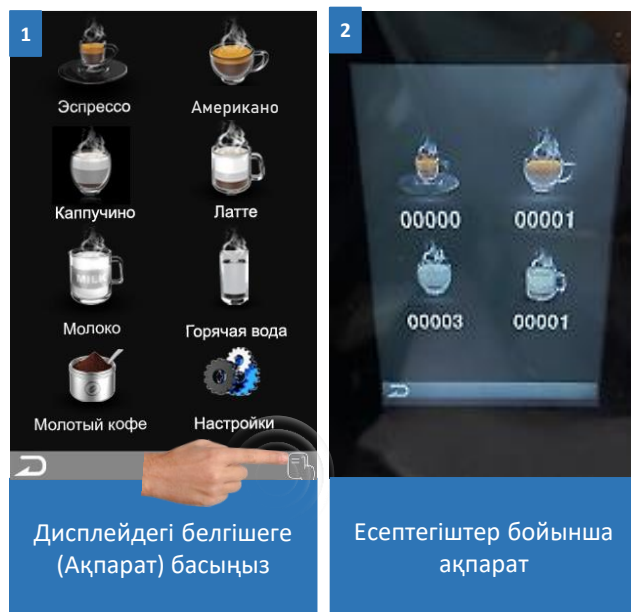 1
Эспрессо
Американо
Каппучино
Латте
MILK
Молоко
Горячая вода
Молотый кофе
Настройки
Дисплейдегі белгішеге
(Ақпарат) басыңыз
2
00000
00001
00003
00001
Есептегіштер бойынша
ақпарат